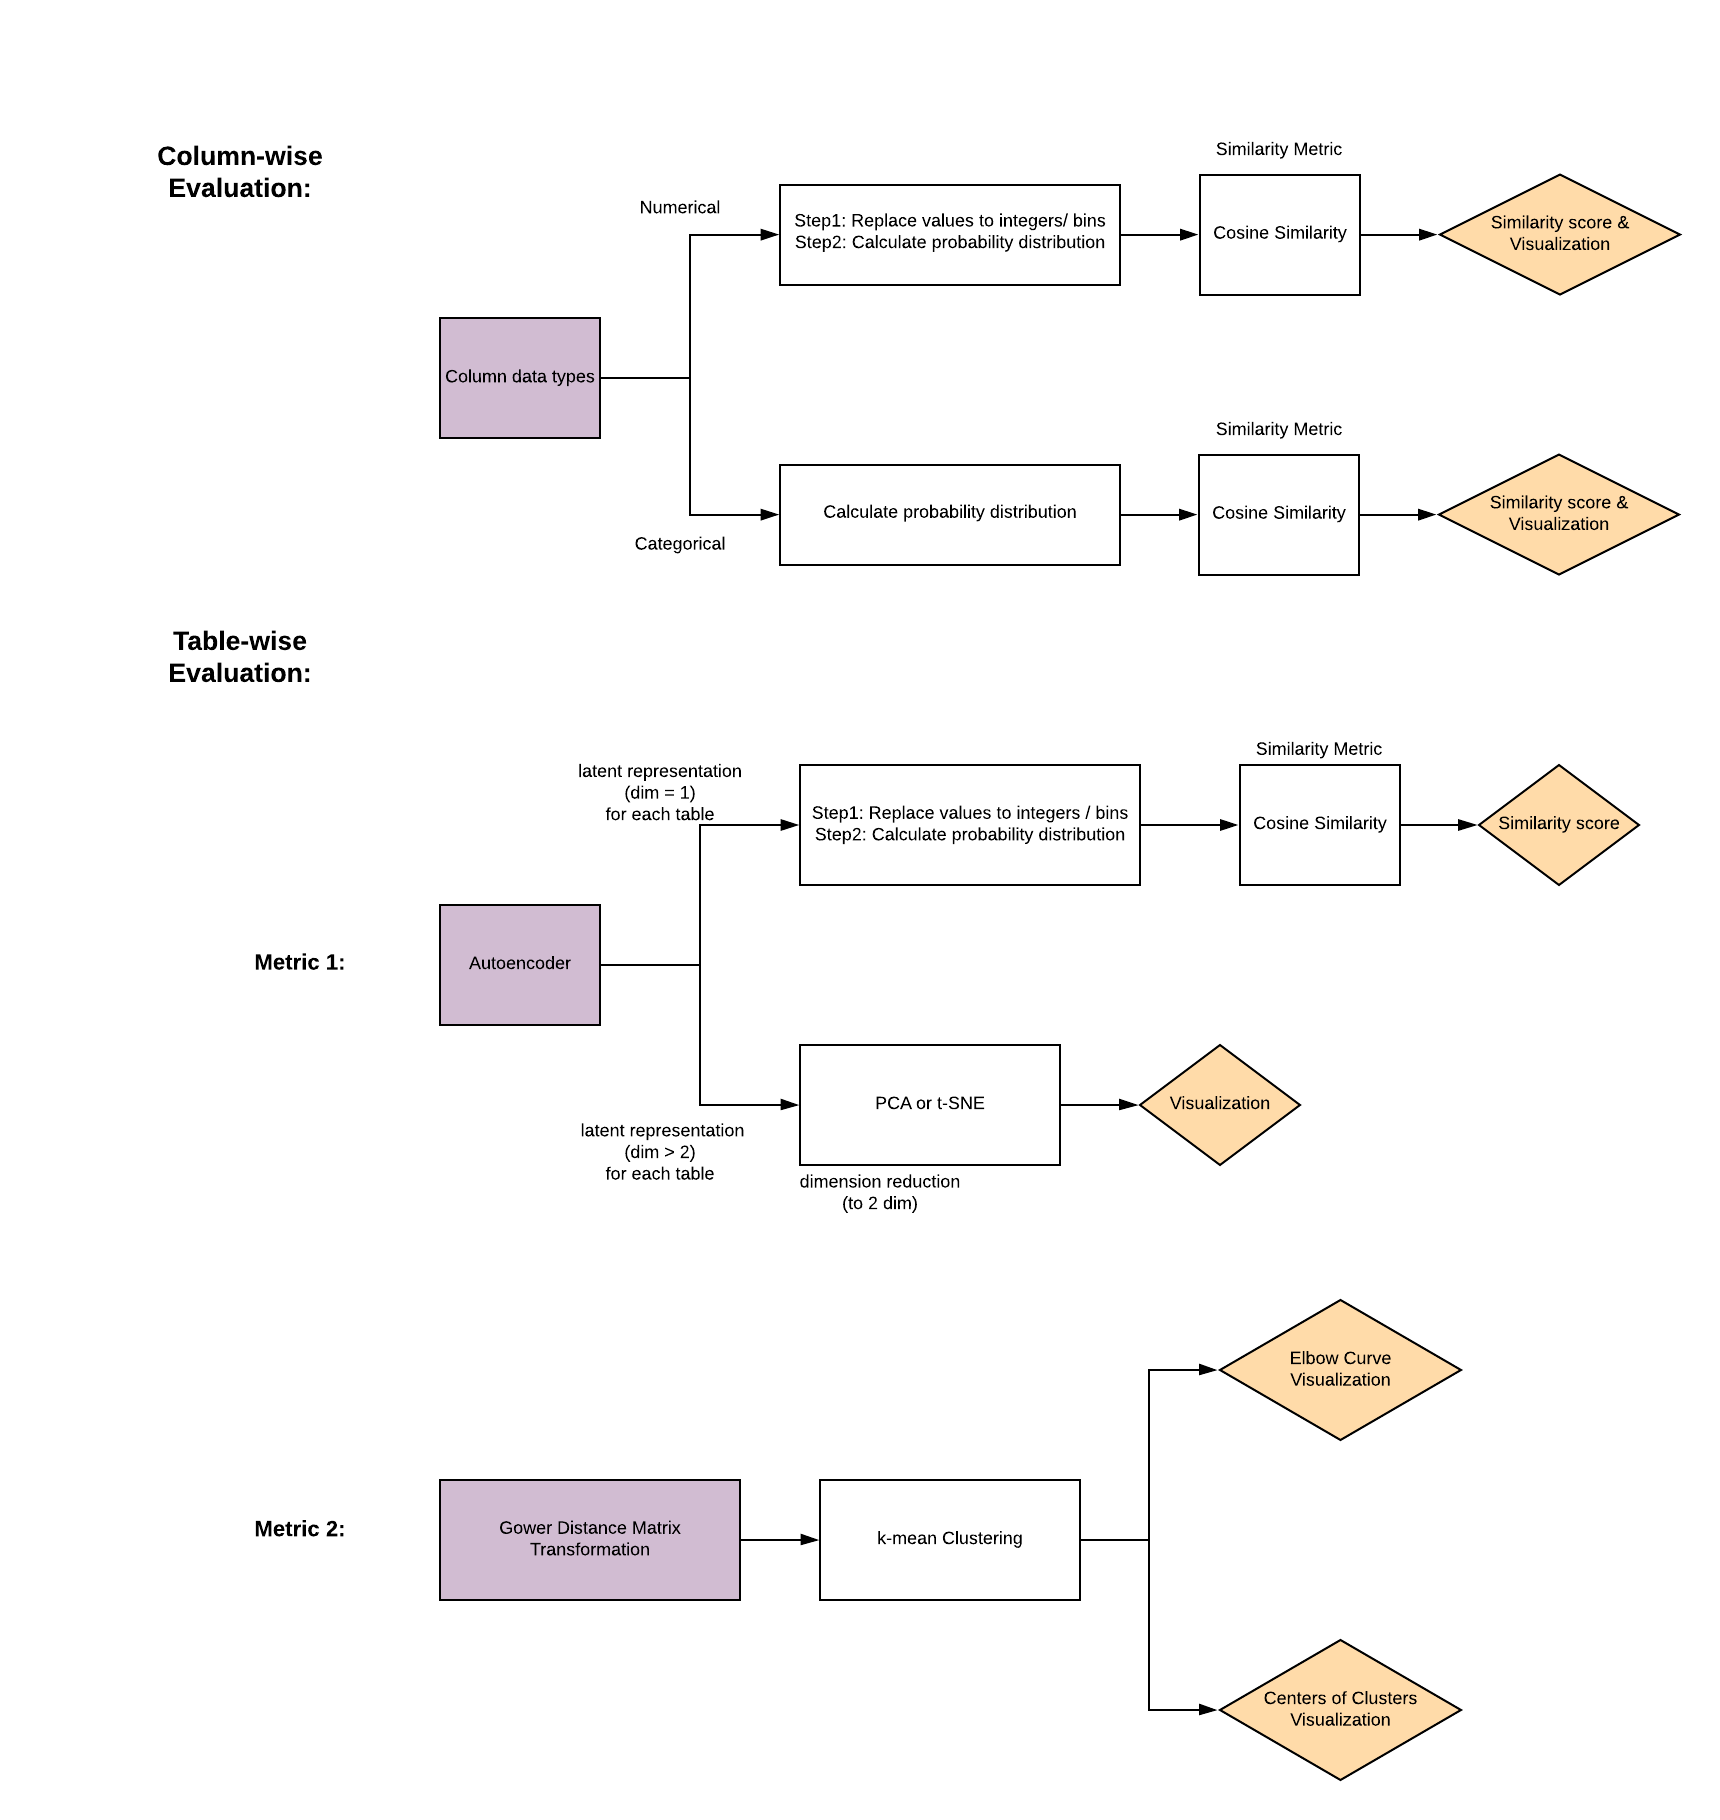 Column-wise
Evaluation:
Similarity Metric
Numerical
Step1: Replace values to integers/ bins
Step2: Calculate probability distribution
Cosine Similarity
Similarity score &
Visualization
Column data types
Similarity Metric
Categorical
Calculate probability distribution
Cosine Similarity
Similarity score &
Visualization
Table-wise
Evaluation:
Similarity Metric
latent representation
(dim = 1)
for each table
Step1: Replace values to integers / bins
Step2: Calculate probability distribution
Cosine Similarity
Similarity score
Metric 1:
Autoencoder
PCA or t-SNE
Visualization
latent representation
(dim > 2)
for each table
dimension reduction
(to 2 dim)
Elbow Curve
Visualization
Metric 2:
Gower Distance Matrix
Transformation
k-mean Clustering
Centers of Clusters
Visualization